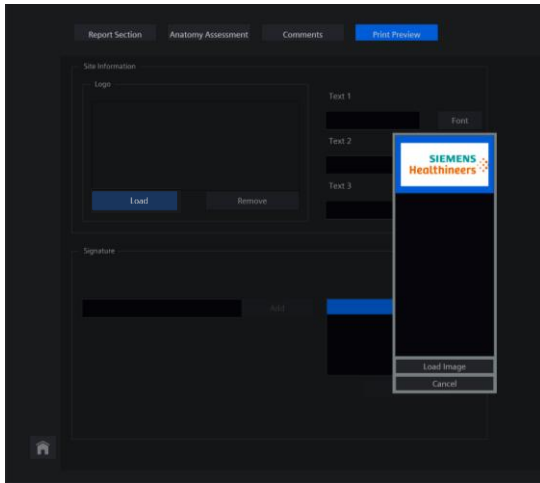 Report Section
Anatomy Assessment
Comments
Print Preview
Site Information
Logo
Text 1
Font
Text 2
Text 3
Load
Remove
Signature
Add
SIEMENS
Healthineers
Load Image
Cancel